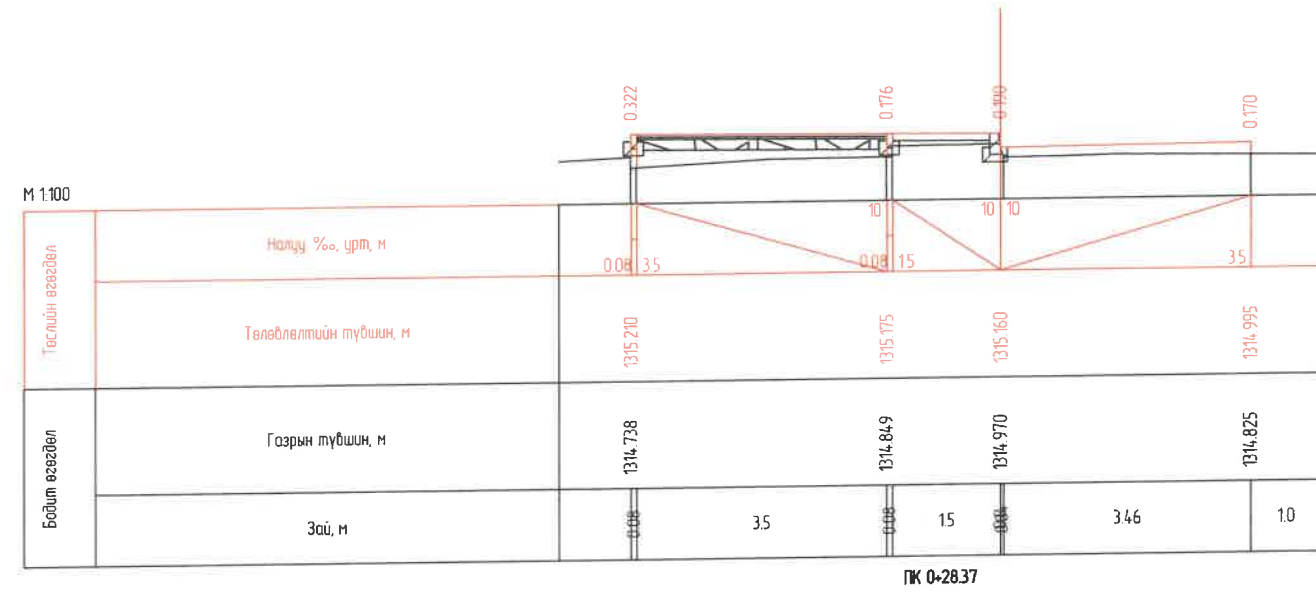 0.322
0.176
0.190
0.170
М 1:100
Төслийн өгөгдөл
Налуу ‰, урт, м
0.08 3.5
10
0.08 1.5
10 10
3.5
Төлөвлөлтийн түвшин, м
1315.210
1315.175
1315.160
1314.995
Бодит өгөгдөл
Газрын түвшин, м
1314.738
1314.849
1314.970
1314.825
Зай, м
0.08
3.5
0.08
1.5
3.46
1.0
ПК 0+28.37